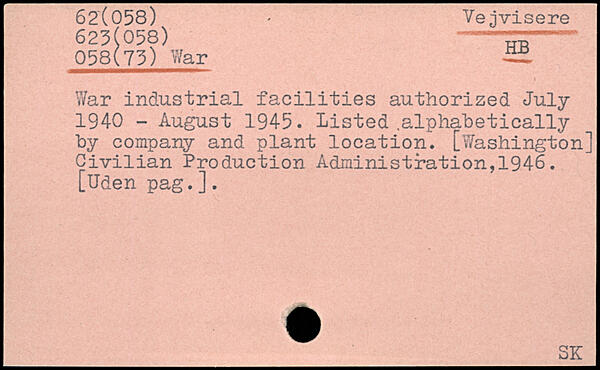 62(058)
Vejvisere
623(058)
HB
058(73) War
War industrial facilities authorized July
1940 - August 1945. Listed alphabetically
by company and plant location. [Washington]
Civilian Production Administration,1946.
[Uden pag.].
SK